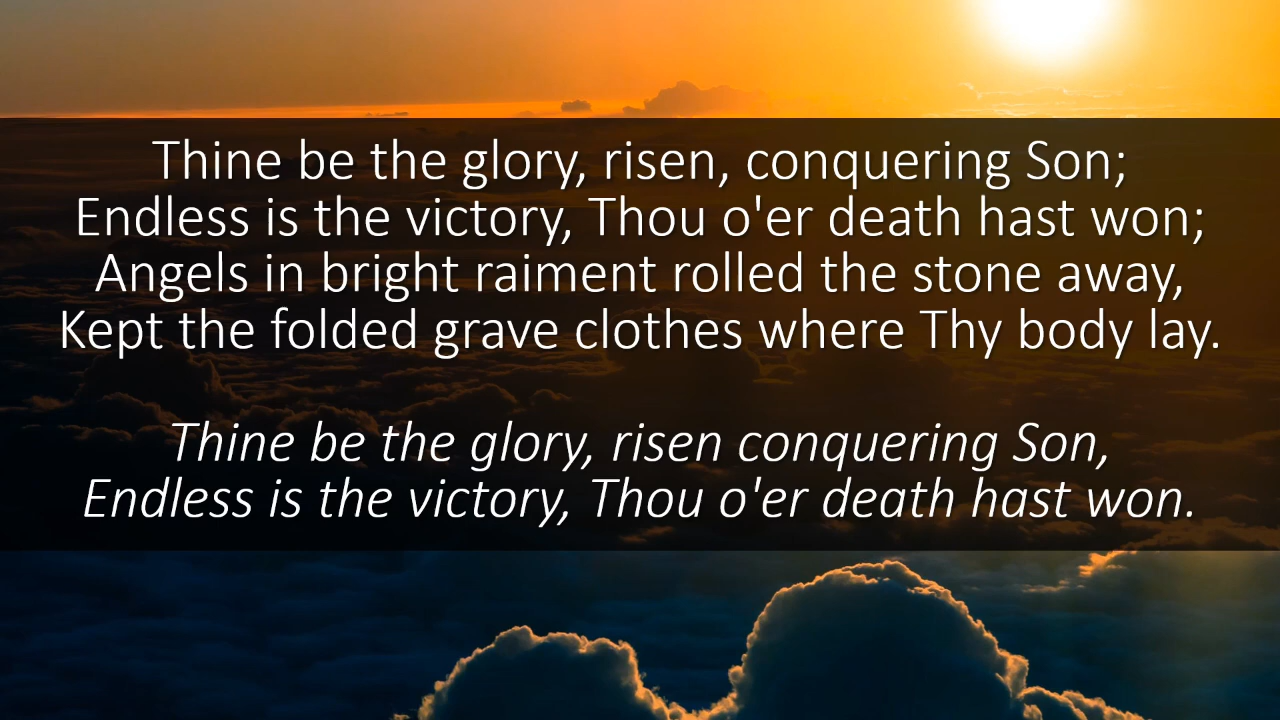 Thine be the glory, risen, conquering Son;
Endless is the victory, Thou o'er death hast won;
Angels in bright raiment rolled the stone away,
Kept the folded grave clothes where Thy body lay.
Thine be the glory, risen conquering Son,
Endless is the victory, Thou o'er death hast won.